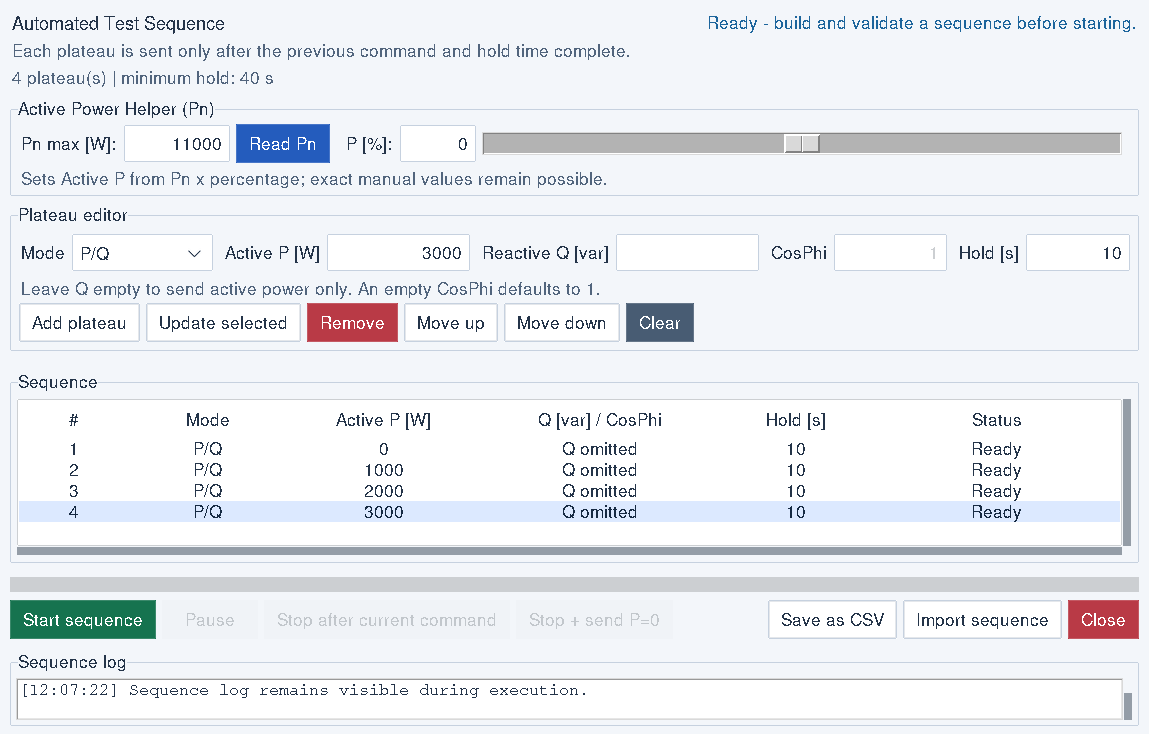 Automated Test Sequence
Ready - build and validate a sequence before starting.
Each plateau is sent only after the previous command and hold time complete.
4 plateau(s) | minimum hold: 40 s
Active Power Helper (Pn)
Pn max [W]: 11000 Read Pn P [%]: 0
Sets Active P from Pn x percentage; exact manual values remain possible.
Plateau editor
Mode P/Q Active P [W] 3000 Reactive Q [var] CosPhi 1 Hold [s] 10
Leave Q empty to send active power only. An empty CosPhi defaults to 1.
Add plateau Update selected Remove Move up Move down Clear
Sequence
# Mode Active P [W] Q [var] / CosPhi Hold [s] Status
1 P/Q 0 Q omitted 10 Ready
2 P/Q 1000 Q omitted 10 Ready
3 P/Q 2000 Q omitted 10 Ready
4 P/Q 3000 Q omitted 10 Ready
Start sequence Pause Stop after current command Stop + send P=0 Save as CSV Import sequence Close
Sequence log
[12:07:22] Sequence log remains visible during execution.